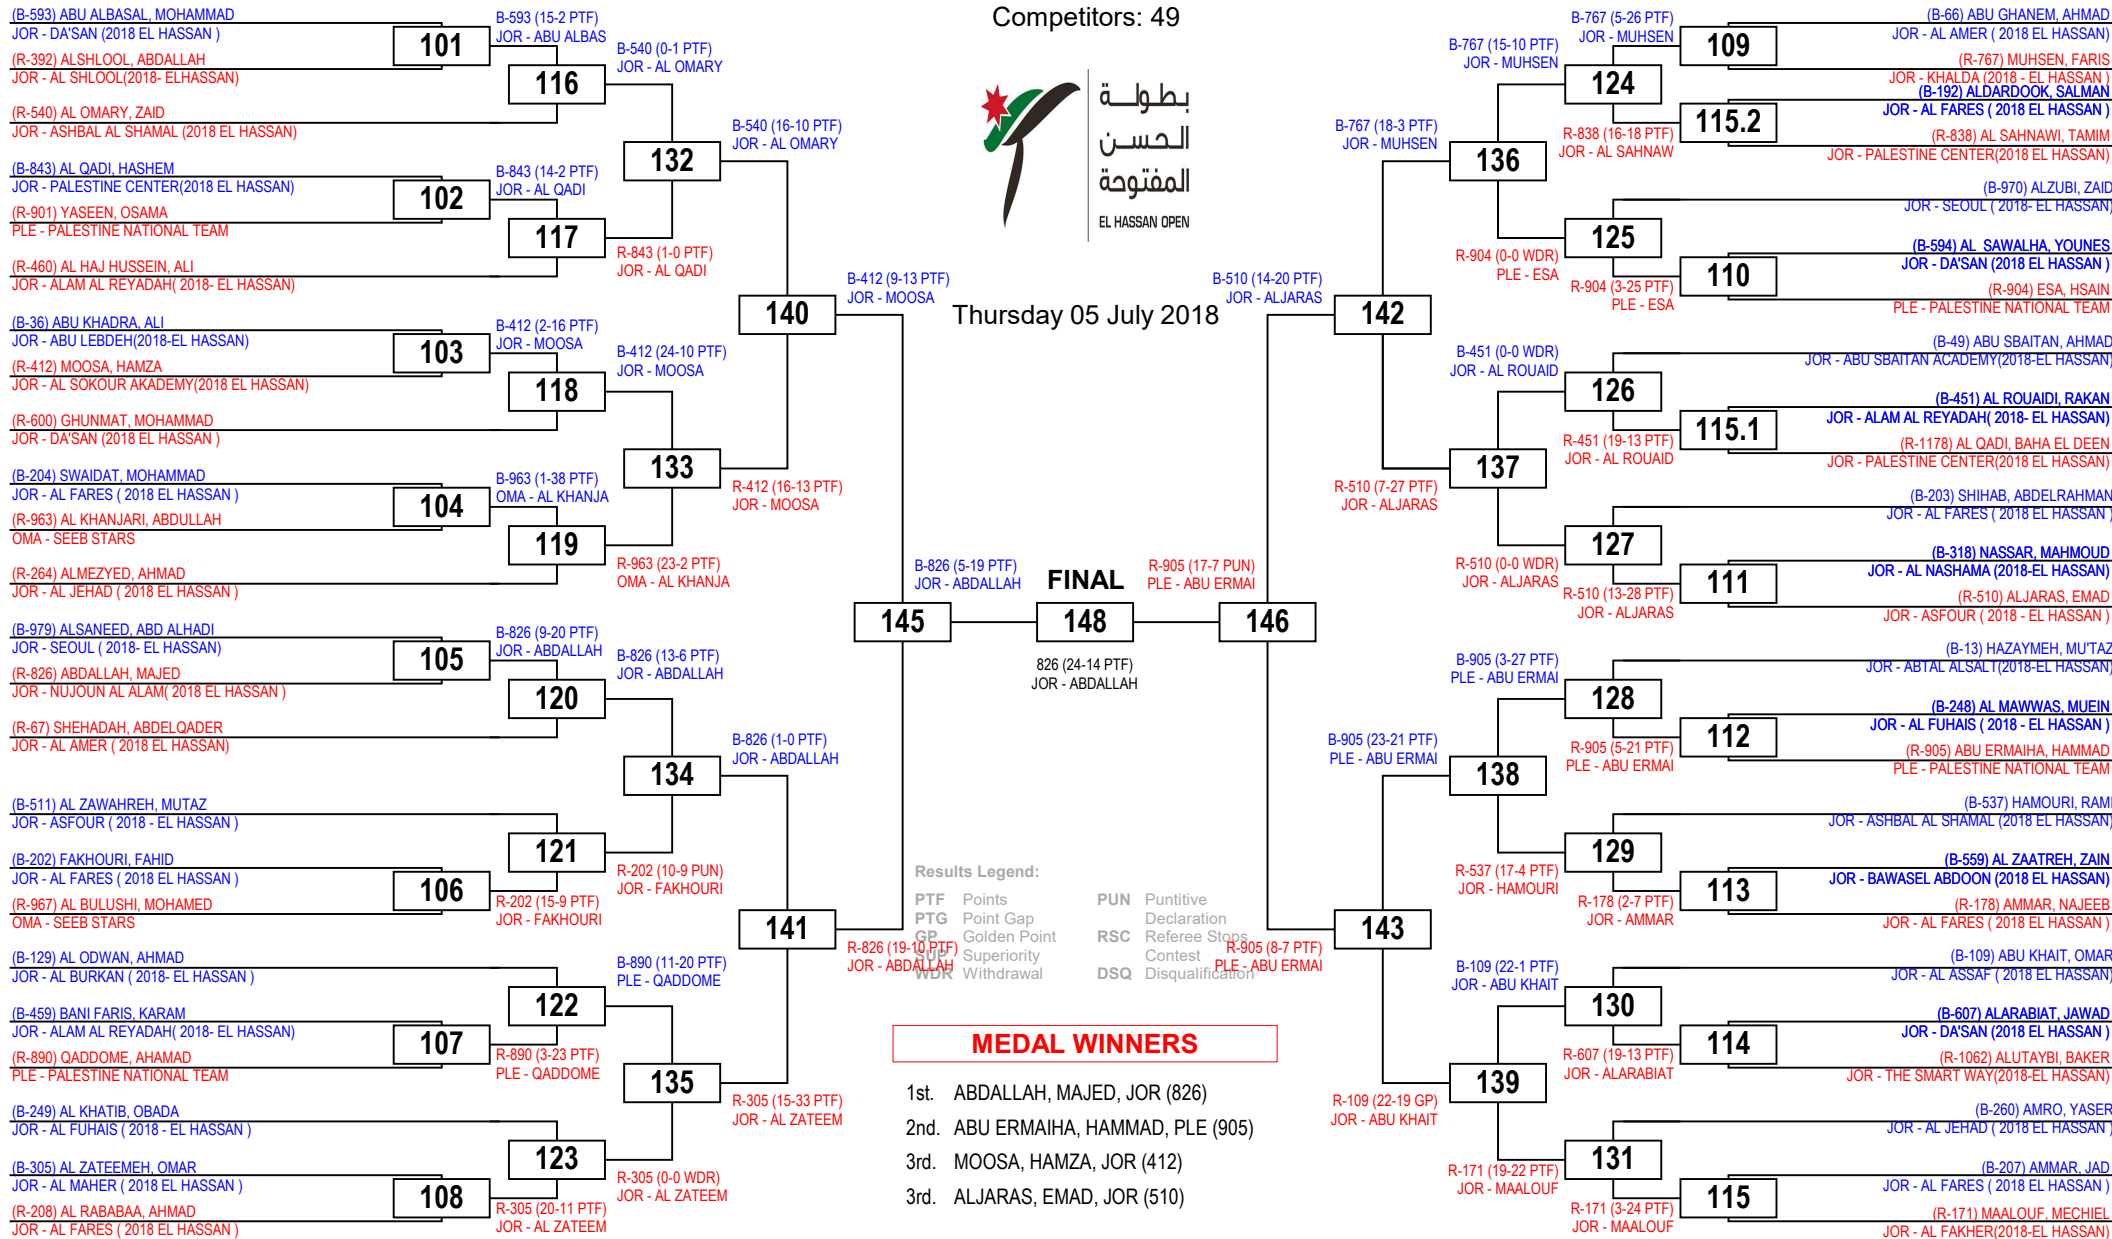 Competitors: 49
بطولة
الحسن
المفتوحة
EL HASSAN OPEN
Thursday 05 July 2018
(B-593) ABU ALBASAL, MOHAMMAD
JOR - DA'SAN (2018 EL HASSAN )
(R-392) ALSHLOOL, ABDALLAH
JOR - AL SHLOOL(2018- ELHASSAN)
(R-540) AL OMARY, ZAID
JOR - ASHBAL AL SHAMAL (2018 EL HASSAN)
(B-843) AL QADI, HASHEM
JOR - PALESTINE CENTER(2018 EL HASSAN)
(R-901) YASEEN, OSAMA
PLE - PALESTINE NATIONAL TEAM
(R-460) AL HAJ HUSSEIN, ALI
JOR - ALAM AL REYADAH( 2018- EL HASSAN)
(B-36) ABU KHADRA, ALI
JOR - ABU LEBDEH(2018-EL HASSAN)
(R-412) MOOSA, HAMZA
JOR - AL SOKOUR AKADEMY(2018 EL HASSAN)
(R-600) GHUNMAT, MOHAMMAD
JOR - DA'SAN (2018 EL HASSAN )
(B-204) SWAIDAT, MOHAMMAD
JOR - AL FARES ( 2018 EL HASSAN )
(R-963) AL KHANJARI, ABDULLAH
OMA - SEEB STARS
(R-264) ALMEZYED, AHMAD
JOR - AL JEHAD ( 2018 EL HASSAN )
(B-979) ALSANEED, ABD ALHADI
JOR - SEOUL ( 2018- EL HASSAN)
(R-826) ABDALLAH, MAJED
JOR - NUJOUN AL ALAM( 2018 EL HASSAN )
(R-67) SHEHADAH, ABDELQADER
JOR - AL AMER ( 2018 EL HASSAN)
(B-511) AL ZAWAHREH, MUTAZ
JOR - ASFOUR ( 2018 - EL HASSAN )
(B-202) FAKHOURI, FAHID
JOR - AL FARES ( 2018 EL HASSAN )
(R-967) AL BULUSHI, MOHAMED
OMA - SEEB STARS
(B-129) AL ODWAN, AHMAD
JOR - AL BURKAN ( 2018- EL HASSAN )
(B-459) BANI FARIS, KARAM
JOR - ALAM AL REYADAH( 2018- EL HASSAN)
(R-890) QADDOME, AHAMAD
PLE - PALESTINE NATIONAL TEAM
(B-249) AL KHATIB, OBADA
JOR - AL FUHAIS ( 2018 - EL HASSAN )
(B-305) AL ZATEEMEH, OMAR
JOR - AL MAHER ( 2018 EL HASSAN )
(R-208) AL RABABAA, AHMAD
JOR - AL FARES ( 2018 EL HASSAN )
101
102
103
104
105
106
107
108
B-593 (15-2 PTF)
JOR - ABU ALBAS
B-843 (14-2 PTF)
JOR - AL QADI
B-412 (2-16 PTF)
JOR - MOOSA
B-963 (1-38 PTF)
OMA - AL KHANJA
B-826 (9-20 PTF)
JOR - ABDALLAH
R-202 (15-9 PTF)
JOR - FAKHOURI
R-890 (3-23 PTF)
PLE - QADDOME
R-305 (20-11 PTF)
JOR - AL ZATEEM
116
117
118
119
120
121
122
123
B-540 (0-1 PTF)
JOR - AL OMARY
R-843 (1-0 PTF)
JOR - AL QADI
B-412 (24-10 PTF)
JOR - MOOSA
R-963 (23-2 PTF)
OMA - AL KHANJA
B-826 (13-6 PTF)
JOR - ABDALLAH
R-202 (10-9 PUN)
JOR - FAKHOURI
B-890 (11-20 PTF)
PLE - QADDOME
R-305 (0-0 WDR)
JOR - AL ZATEEM
132
133
134
135
B-540 (16-10 PTF)
JOR - AL OMARY
R-412 (16-13 PTF)
JOR - MOOSA
B-826 (1-0 PTF)
JOR - ABDALLAH
R-305 (15-33 PTF)
JOR - AL ZATEEM
140
141
B-412 (9-13 PTF)
JOR - MOOSA
R-826 (19-10 PTF)
JOR - ABDALLAH
145
B-826 (5-19 PTF)
JOR - ABDALLAH
FINAL
148
826 (24-14 PTF)
JOR - ABDALLAH
R-905 (17-7 PUN)
PLE - ABU ERMAI
146
B-510 (14-20 PTF)
JOR - ALJARAS
R-905 (8-7 PTF)
PLE - ABU ERMAI
142
143
B-767 (18-3 PTF)
JOR - MUHSEN
R-510 (7-27 PTF)
JOR - ALJARAS
B-905 (23-21 PTF)
PLE - ABU ERMAI
R-109 (22-19 GP)
JOR - ABU KHAIT
136
137
138
139
B-767 (15-10 PTF)
JOR - MUHSEN
R-904 (0-0 WDR)
PLE - ESA
B-451 (0-0 WDR)
JOR - AL ROUAID
R-510 (0-0 WDR)
JOR - ALJARAS
B-905 (3-27 PTF)
PLE - ABU ERMAI
R-537 (17-4 PTF)
JOR - HAMOURI
B-109 (22-1 PTF)
JOR - ABU KHAIT
R-171 (19-22 PTF)
JOR - MAALOUF
124
125
126
127
128
129
130
131
B-767 (5-26 PTF)
JOR - MUHSEN
R-838 (16-18 PTF)
JOR - AL SAHNAW
R-904 (3-25 PTF)
PLE - ESA
R-451 (19-13 PTF)
JOR - AL ROUAID
R-510 (13-28 PTF)
JOR - ALJARAS
R-905 (5-21 PTF)
PLE - ABU ERMAI
R-178 (2-7 PTF)
JOR - AMMAR
R-607 (19-13 PTF)
JOR - ALARABIAT
R-171 (3-24 PTF)
JOR - MAALOUF
109
115.2
110
115.1
111
112
113
114
115
(B-66) ABU GHANEM, AHMAD
JOR - AL AMER ( 2018 EL HASSAN)
(R-767) MUHSEN, FARIS
JOR - KHALDA (2018 - EL HASSAN )
(B-192) ALDARDOOK, SALMAN
JOR - AL FARES ( 2018 EL HASSAN )
(R-838) AL SAHNAWI, TAMIM
JOR - PALESTINE CENTER(2018 EL HASSAN)
(B-970) ALZUBI, ZAID
JOR - SEOUL ( 2018- EL HASSAN)
(B-594) AL  SAWALHA, YOUNES
JOR - DA'SAN (2018 EL HASSAN )
(R-904) ESA, HSAIN
PLE - PALESTINE NATIONAL TEAM
(B-49) ABU SBAITAN, AHMAD
JOR - ABU SBAITAN ACADEMY(2018-EL HASSAN)
(B-451) AL ROUAIDI, RAKAN
JOR - ALAM AL REYADAH( 2018- EL HASSAN)
(R-1178) AL QADI, BAHA EL DEEN
JOR - PALESTINE CENTER(2018 EL HASSAN)
(B-203) SHIHAB, ABDELRAHMAN
JOR - AL FARES ( 2018 EL HASSAN )
(B-318) NASSAR, MAHMOUD
JOR - AL NASHAMA (2018-EL HASSAN)
(R-510) ALJARAS, EMAD
JOR - ASFOUR ( 2018 - EL HASSAN )
(B-13) HAZAYMEH, MU'TAZ
JOR - ABTAL ALSALT(2018-EL HASSAN)
(B-248) AL MAWWAS, MUEIN
JOR - AL FUHAIS ( 2018 - EL HASSAN )
(R-905) ABU ERMAIHA, HAMMAD
PLE - PALESTINE NATIONAL TEAM
(B-537) HAMOURI, RAMI
JOR - ASHBAL AL SHAMAL (2018 EL HASSAN)
(B-559) AL ZAATREH, ZAIN
JOR - BAWASEL ABDOON (2018 EL HASSAN)
(R-178) AMMAR, NAJEEB
JOR - AL FARES ( 2018 EL HASSAN )
(B-109) ABU KHAIT, OMAR
JOR - AL ASSAF ( 2018 EL HASSAN)
(B-607) ALARABIAT, JAWAD
JOR - DA'SAN (2018 EL HASSAN )
(R-1062) ALUTAYBI, BAKER
JOR - THE SMART WAY(2018-EL HASSAN)
(B-260) AMRO, YASER
JOR - AL JEHAD ( 2018 EL HASSAN )
(B-207) AMMAR, JAD
JOR - AL FARES ( 2018 EL HASSAN )
(R-171) MAALOUF, MECHIEL
JOR - AL FAKHER(2018-EL HASSAN)
Results Legend:
PTF Points
PTG Point Gap
GP Golden Point
SUP Superiority
WDR Withdrawal
PUN Puntitive
Declaration
RSC Referee Stops
Contest
DSQ Disqualification
MEDAL WINNERS
1st. ABDALLAH, MAJED, JOR (826)
2nd. ABU ERMAIHA, HAMMAD, PLE (905)
3rd. MOOSA, HAMZA, JOR (412)
3rd. ALJARAS, EMAD, JOR (510)